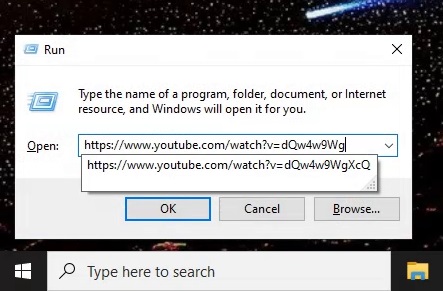 Run
Type the name of a program, folder, document, or Internet
resource, and Windows will open it for you.
Open:
https://www.youtube.com/watch?v=dQw4w9Wg
https://www.youtube.com/watch?v=dQw4w9WgXcQ
OK
Cancel
Browse...
Type here to search